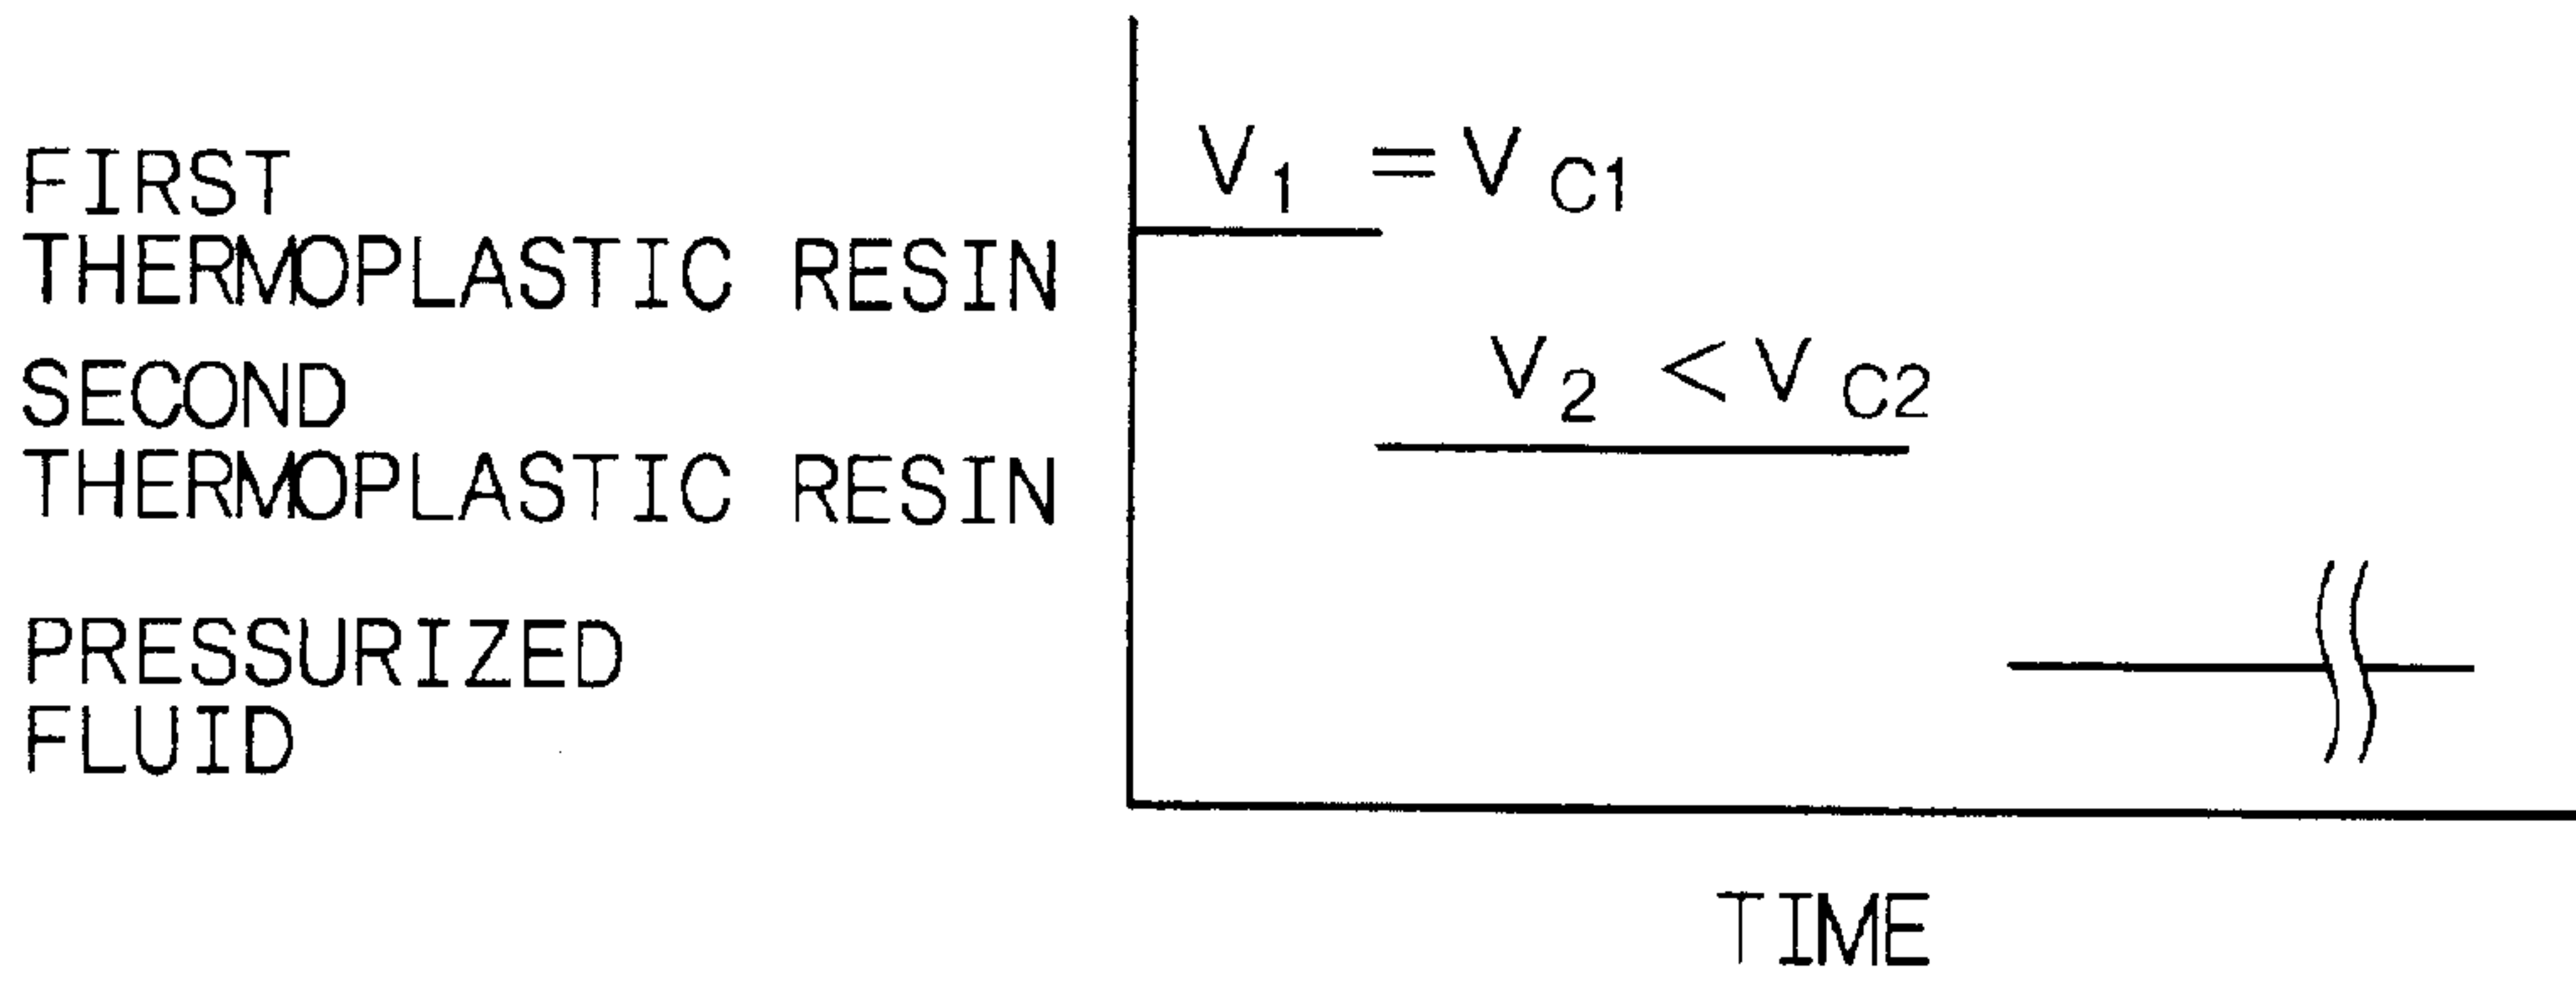 V1 = VC1
FIRST
THERMOPLASTIC RESIN
V2 < VC2
SECOND
THERMOPLASTIC RESIN
PRESSURIZED
FLUID
TIME